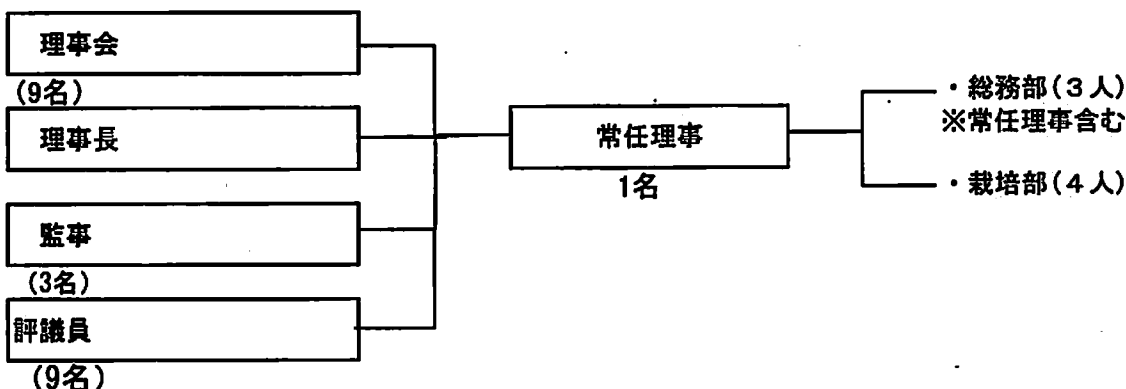 理事会
(9名)
理事長
監事
(3名)
評議員
(9名)
常任理事
1名
・総務部(3人)
※常任理事含む
・栽培部(4人)